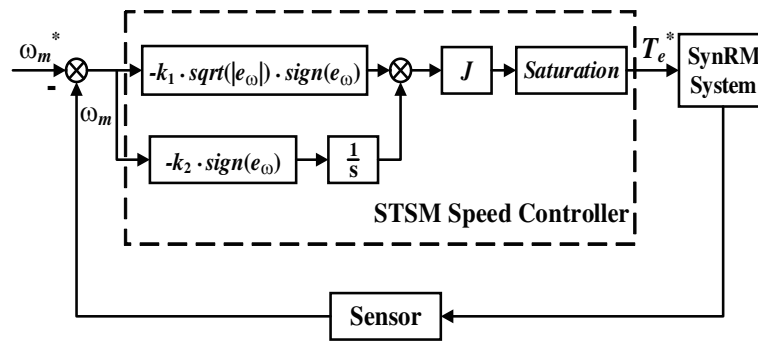 ωm*
-
ωm
-k1 · sqrt(|eω|) · sign(eω)
-k2 · sign(eω)
1
s
J
Saturation
Te*
SynRM
System
STSM Speed Controller
Sensor